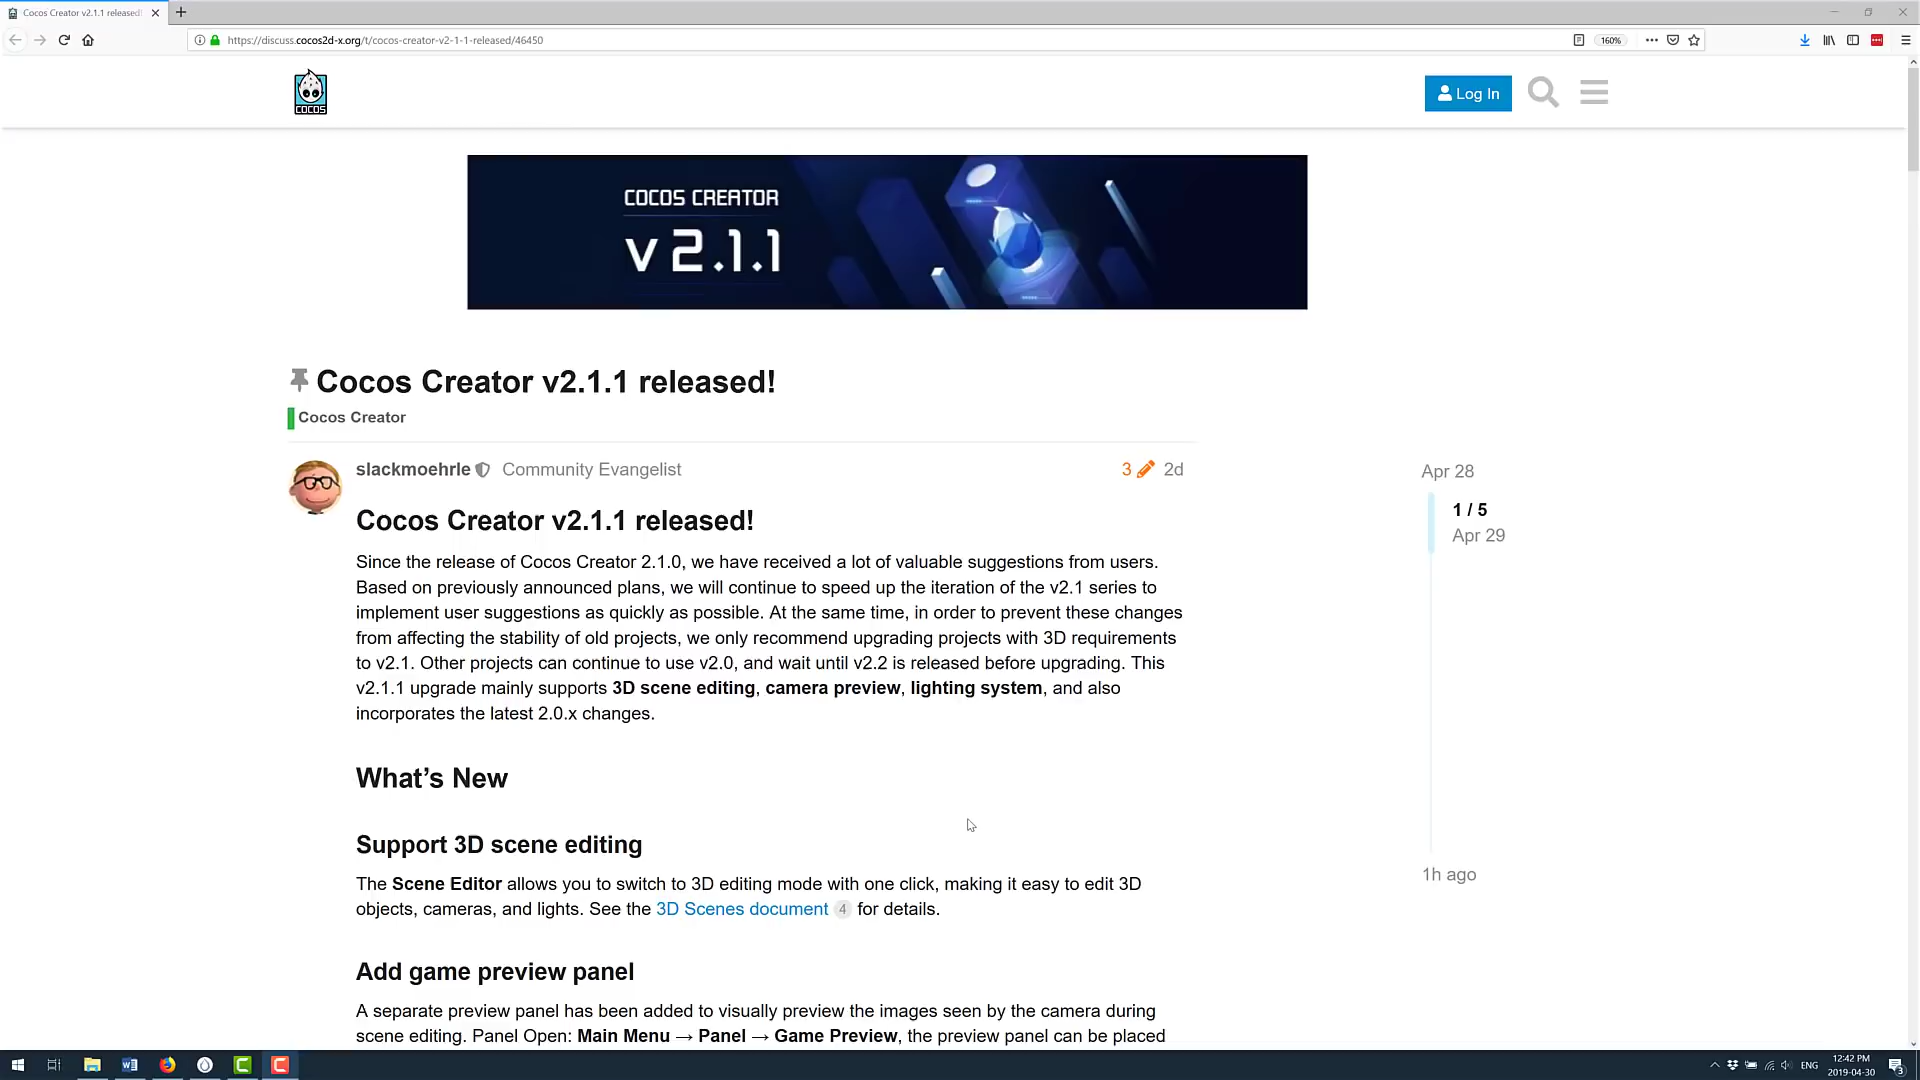 Cocos Creator v2.1.1 released!
https://discuss.cocos2d-x.org/t/cocos-creator-v2-1-1-released/46450
160%
COCOS
Log In
COCOS CREATOR
v 2.1.1
Cocos Creator v2.1.1 released!
Cocos Creator
slackmoehrle Community Evangelist 3 2d
Apr 28
1 / 5
Apr 29
1h ago
Cocos Creator v2.1.1 released!
Since the release of Cocos Creator 2.1.0, we have received a lot of valuable suggestions from users.
Based on previously announced plans, we will continue to speed up the iteration of the v2.1 series to
implement user suggestions as quickly as possible. At the same time, in order to prevent these changes
from affecting the stability of old projects, we only recommend upgrading projects with 3D requirements
to v2.1. Other projects can continue to use v2.0, and wait until v2.2 is released before upgrading. This
v2.1.1 upgrade mainly supports 3D scene editing, camera preview, lighting system, and also
incorporates the latest 2.0.x changes.
What's New
Support 3D scene editing
The Scene Editor allows you to switch to 3D editing mode with one click, making it easy to edit 3D
objects, cameras, and lights. See the 3D Scenes document 4 for details.
Add game preview panel
A separate preview panel has been added to visually preview the images seen by the camera during
scene editing. Panel Open: Main Menu → Panel → Game Preview, the preview panel can be placed
ENG
12:42 PM
2019-04-30
3